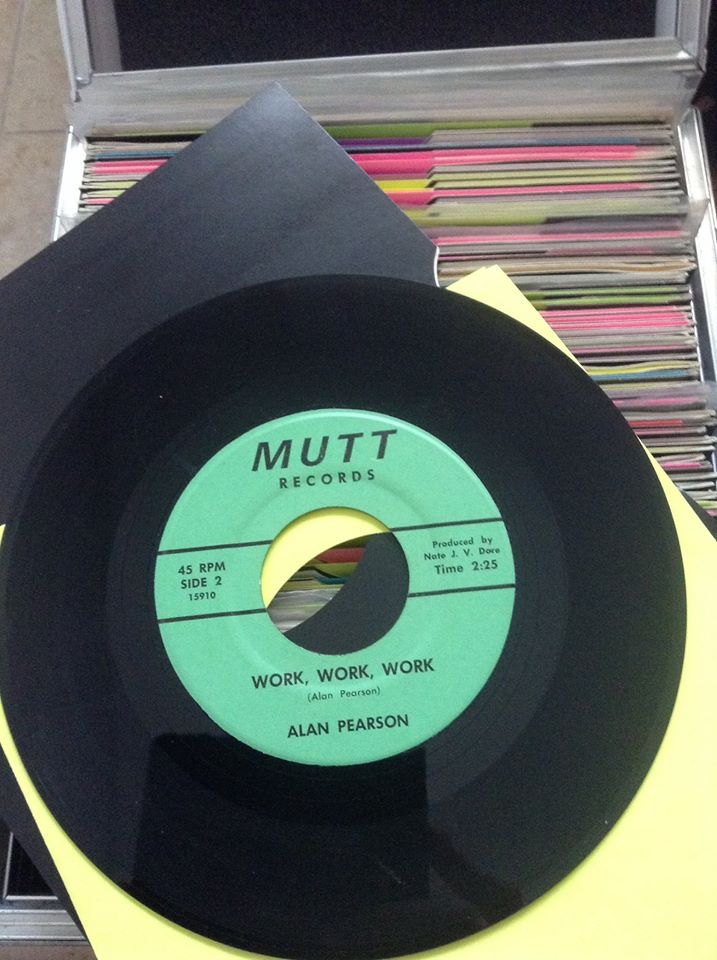 MUTT
RECORDS
45 RPM
SIDE 2
15910
Produced by
Nate J. V. Dore
Time 2:25
WORK, WORK, WORK
(Alan Pearson)
ALAN PEARSON